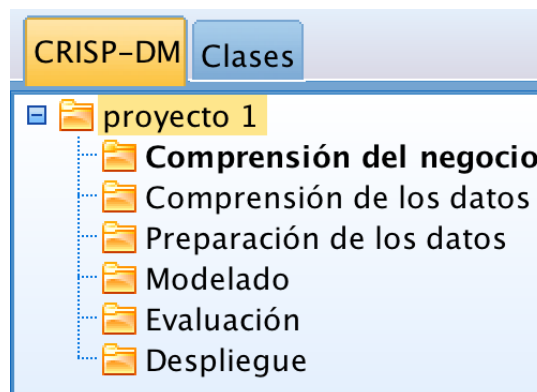 CRISP-DM Clases
proyecto 1
Comprensión del negocio
Comprensión de los datos
Preparación de los datos
Modelado
Evaluación
Despliegue